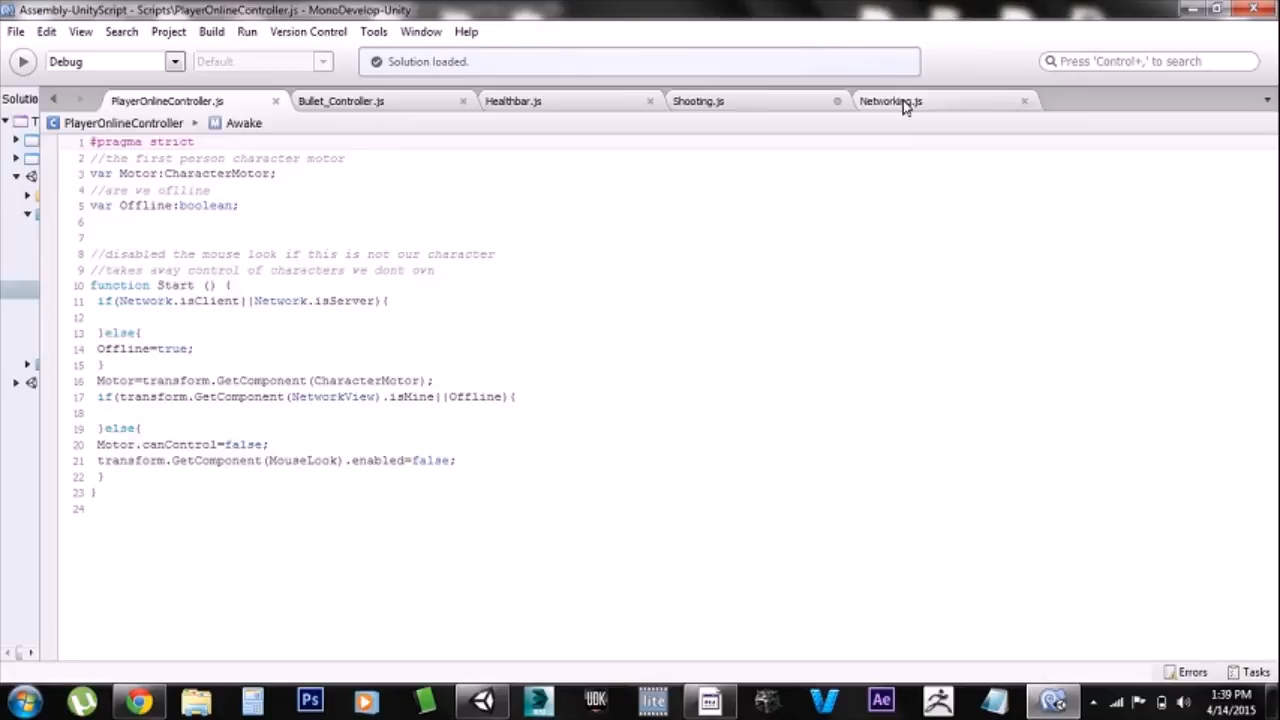 Assembly-UnityScript - Scripts\PlayerOnlineController.js - MonoDevelop-Unity
File Edit View Search Project Build Run Version Control Tools Window Help
Debug Default Solution loaded. Press 'Control+,' to search
Solutio PlayerOnlineController.js Bullet_Controller.js Healthbar.js Shooting.js Networking.js
T C PlayerOnlineController M Awake
1 #pragma strict
2 //the first person character motor
3 var Motor:CharacterMotor;
4 //are we oflline
5 var Offline:boolean;
6
7
8 //disabled the mouse look if this is not our character
9 //takes away control of characters we dont own
10 function Start () {
11 if(Network.isClient||Network.isServer){
12
13 }else{
14 Offline=true;
15 }
16 Motor=transform.GetComponent(CharacterMotor);
17 if(transform.GetComponent(NetworkView).isMine||Offline){
18
19 }else{
20 Motor.canControl=false;
21 transform.GetComponent(MouseLook).enabled=false;
22 }
23 }
24
Errors Tasks
Ps UDK lite Ae
1:39 PM
4/14/2015